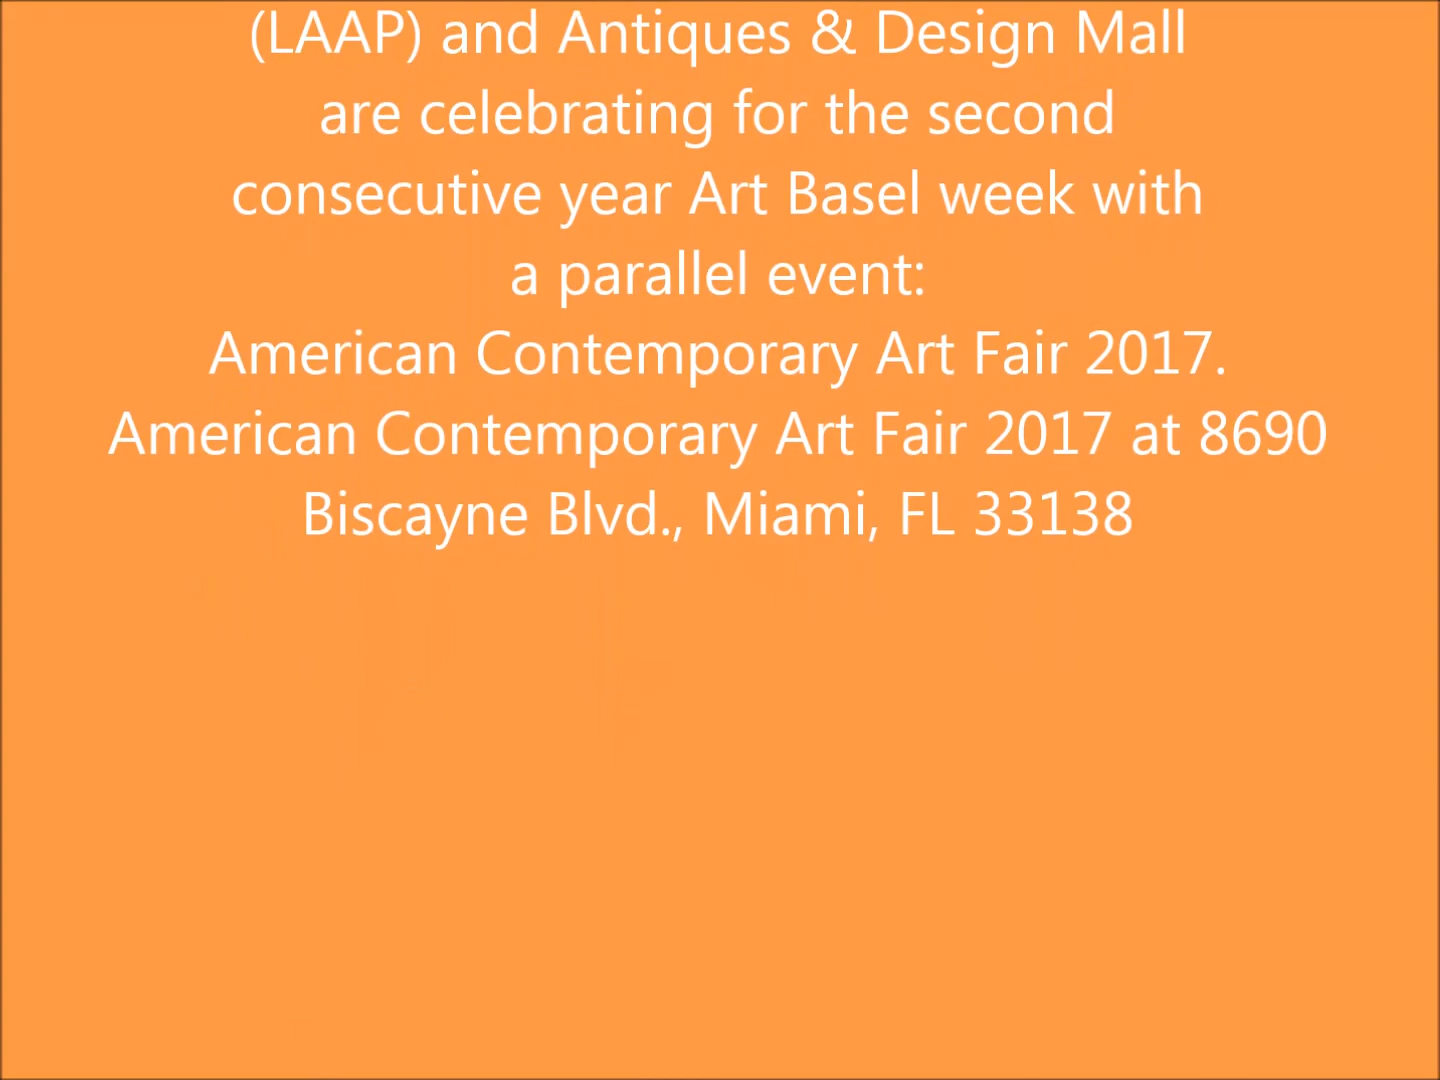 (LAAP) and Antiques & Design Mall
are celebrating for the second
consecutive year Art Basel week with
a parallel event:
American Contemporary Art Fair 2017.
American Contemporary Art Fair 2017 at 8690
Biscayne Blvd., Miami, FL 33138